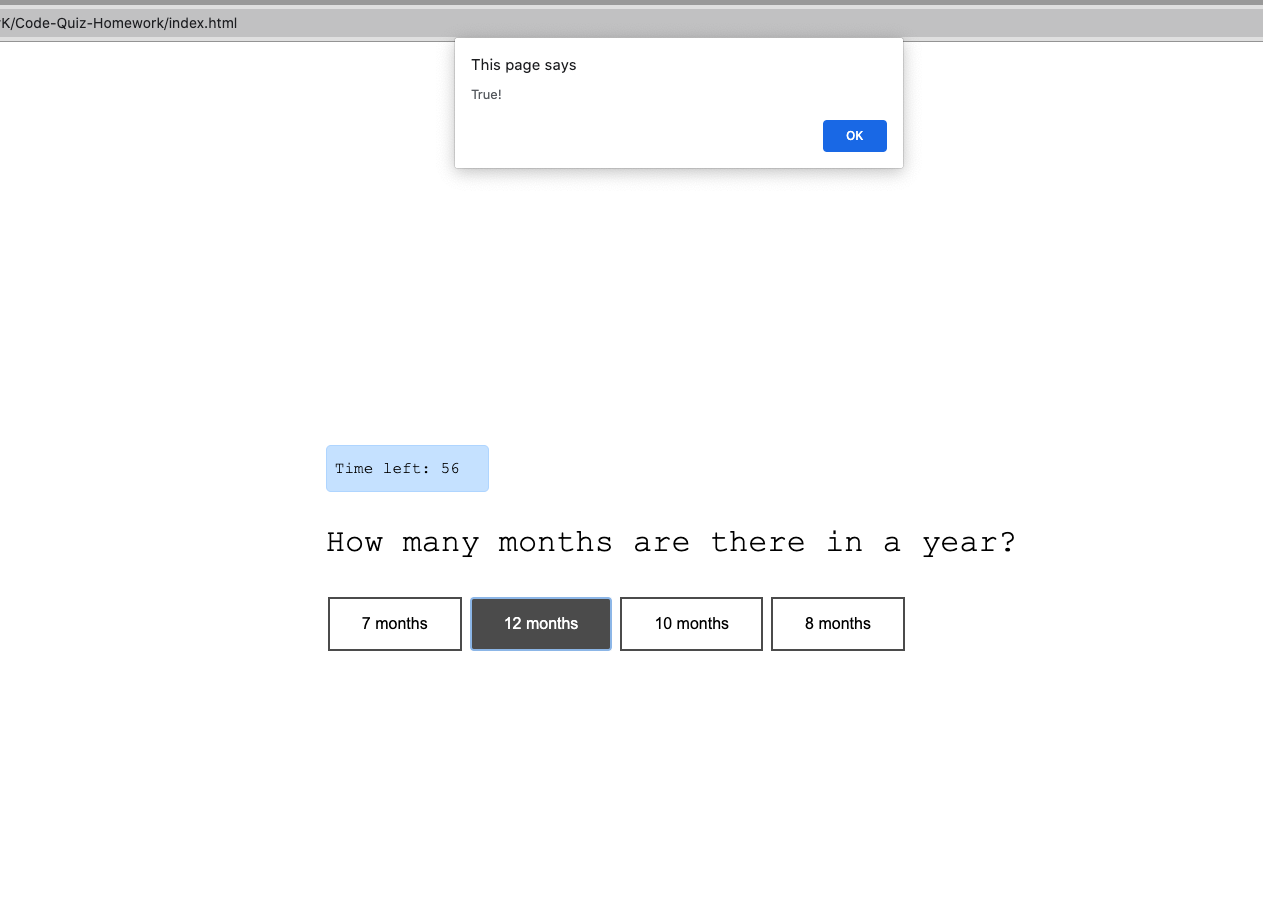 K/Code-Quiz-Homework/index.html
This page says
True!
OK
Time left: 56
How many months are there in a year?
7 months
12 months
10 months
8 months